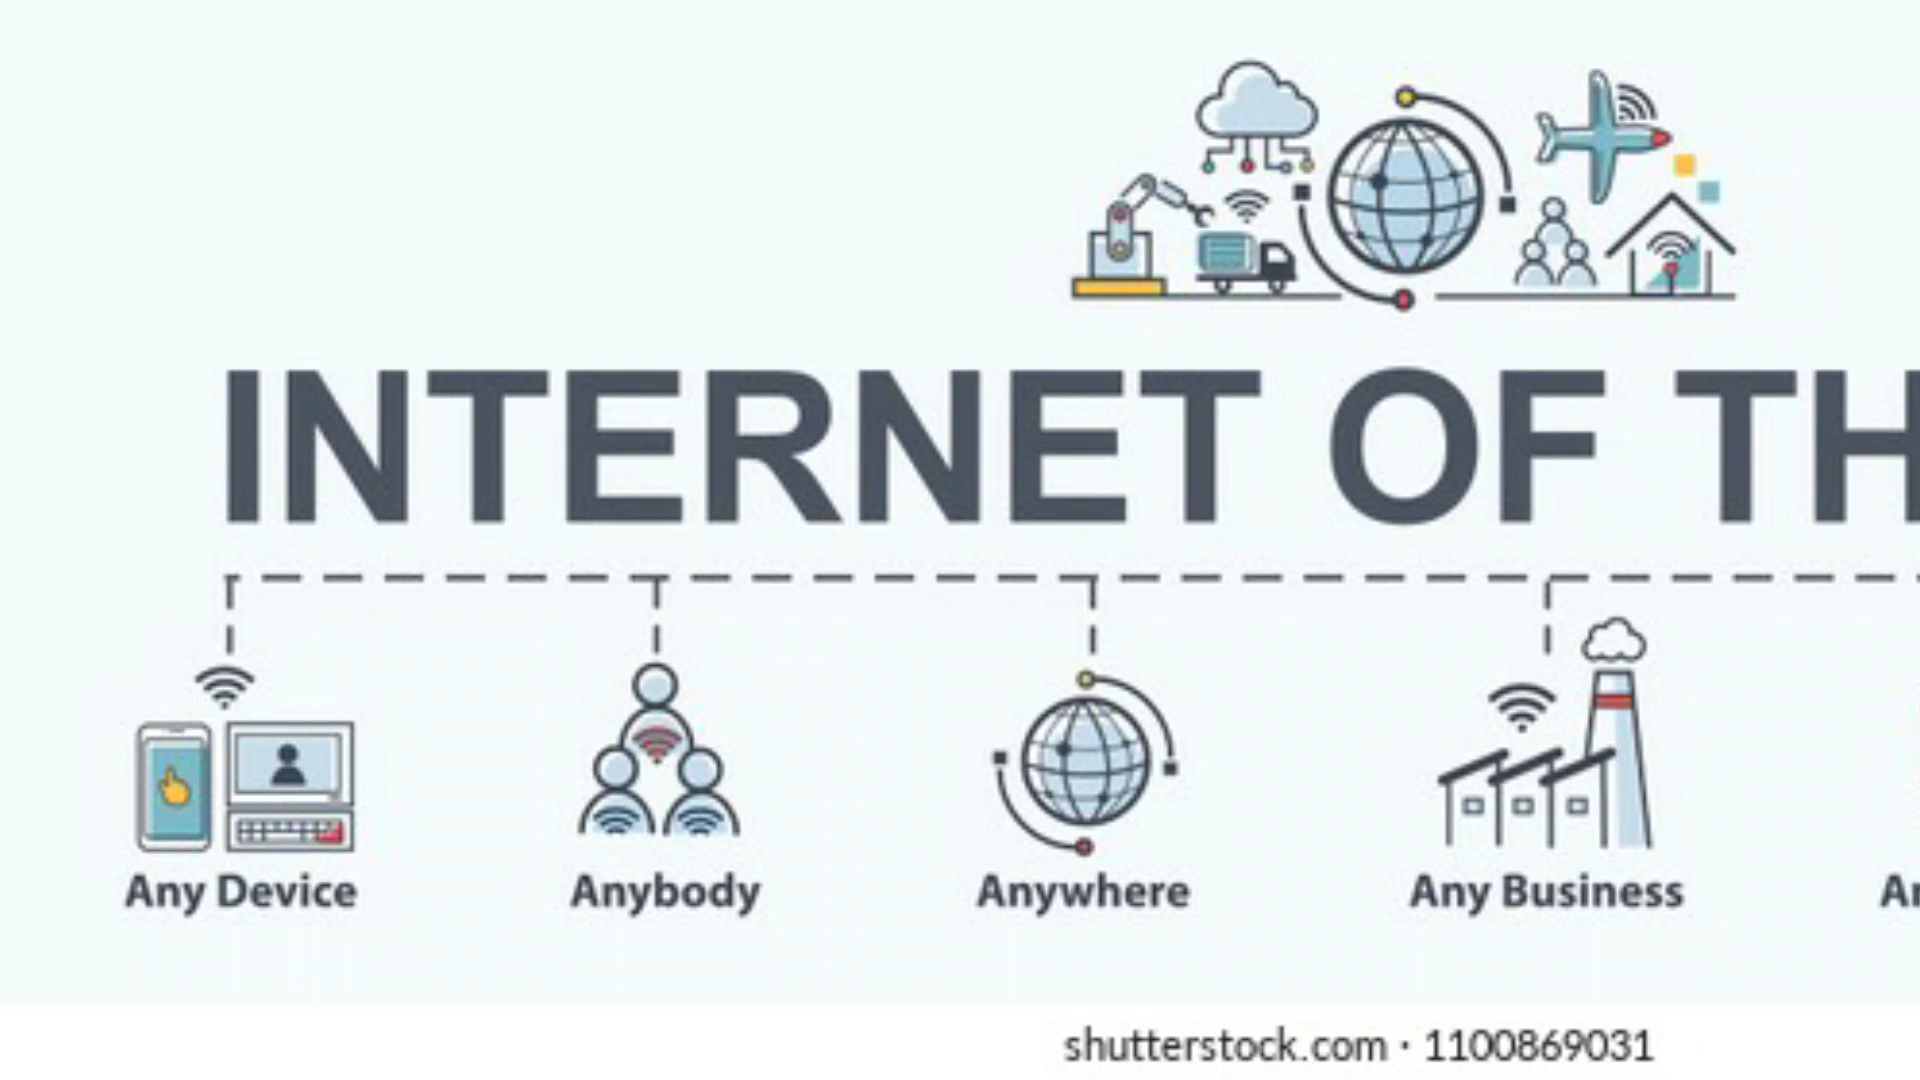 INTERNET OF TH
Any Device Anybody Anywhere Any Business
shutterstock.com · 1100869031